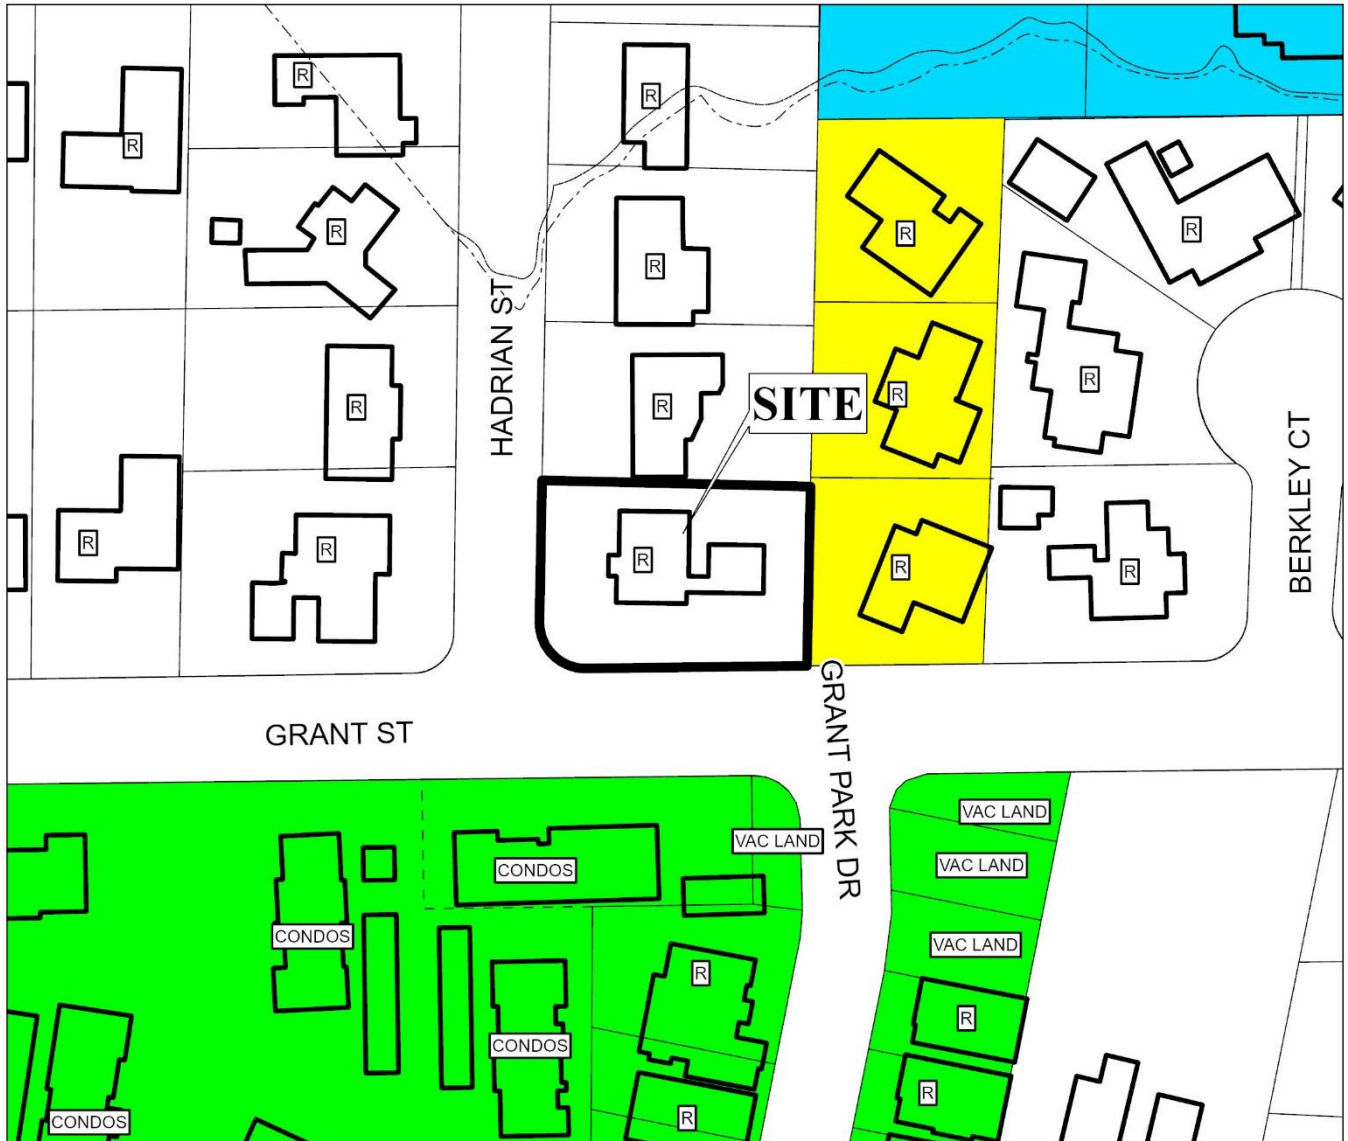 R
R
R
R
R
R
R
HADRIAN ST
R
R
R
R
R
SITE
BERKLEY CT
R
R
R
R
R
GRANT ST
GRANT PARK DR
VAC LAND
VAC LAND
VAC LAND
CONDOS
CONDOS
VAC LAND
R
R
CONDOS
R
CONDOS
R